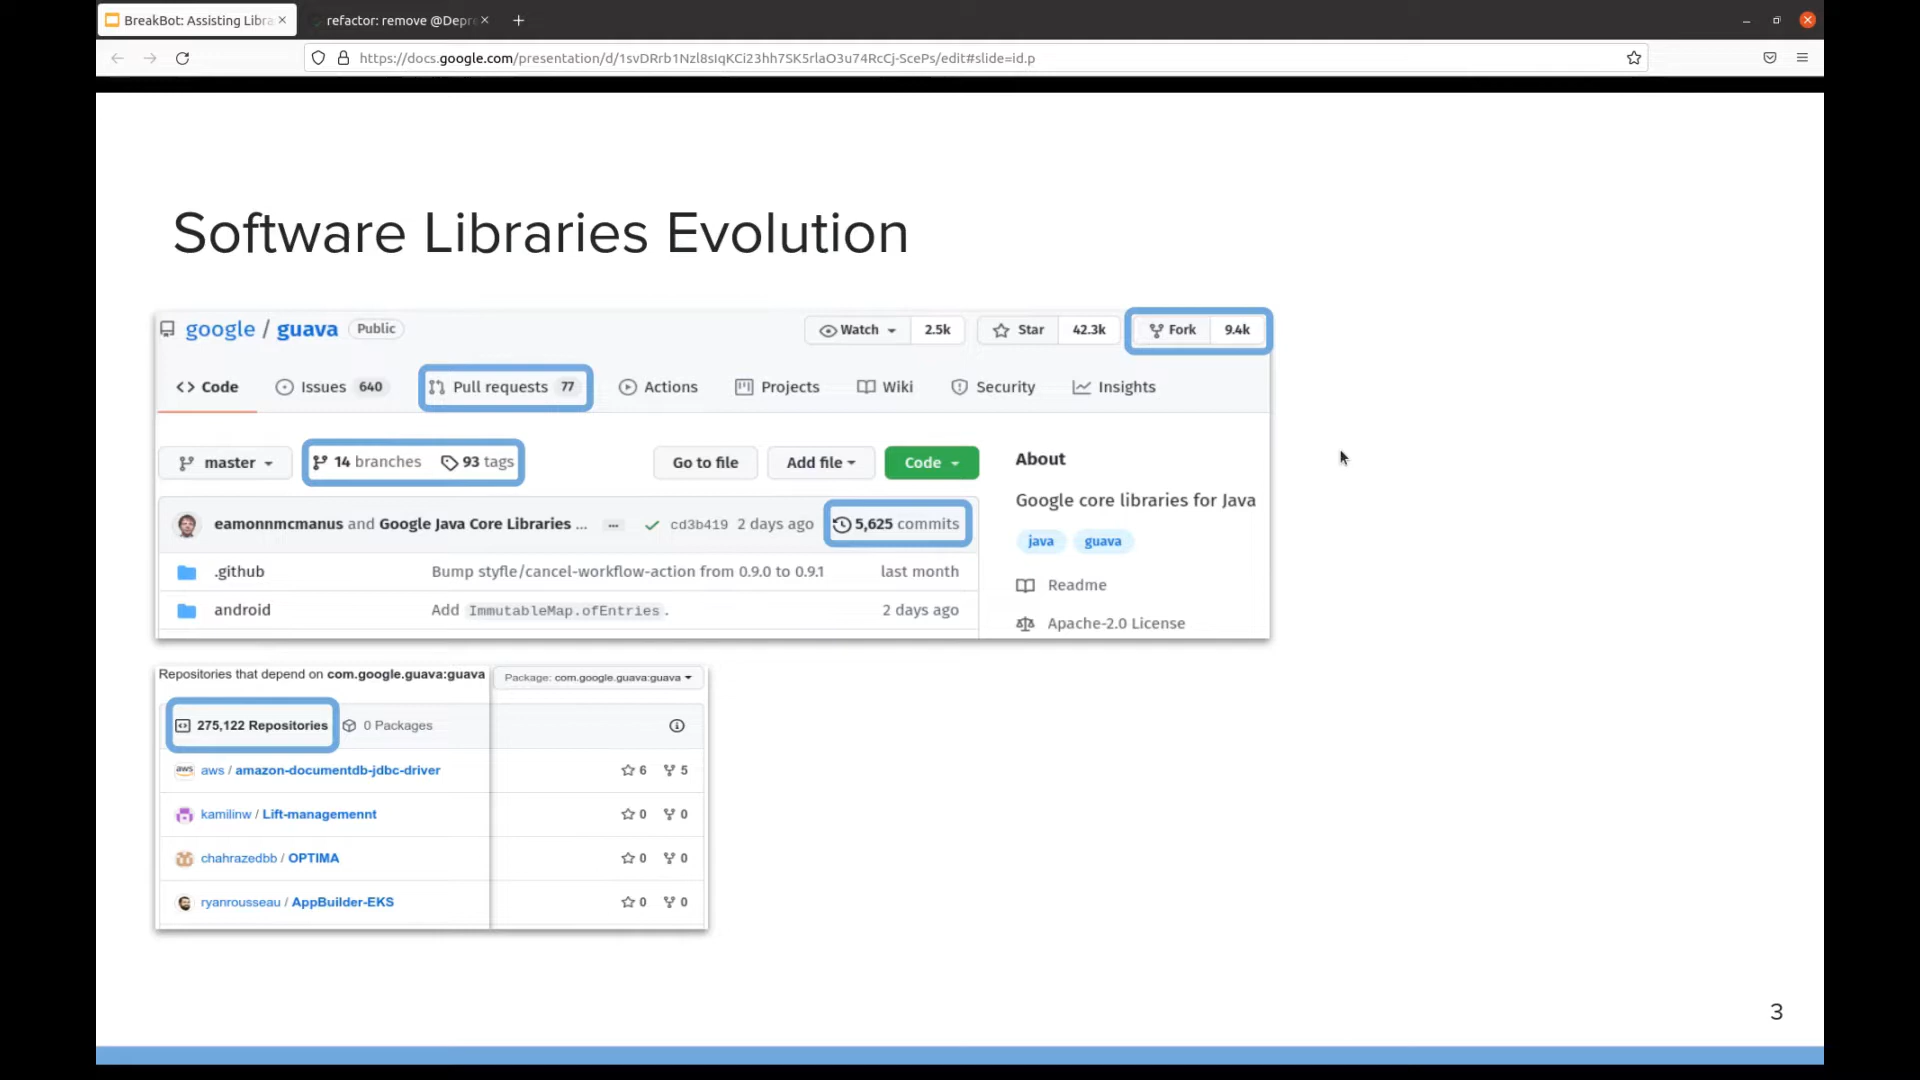 BreakBot: Assisting Libra
refactor: remove @Depre
https://docs.google.com/presentation/d/1svDRrb1Nzl8sIqKCi23hh7SK5rlaO3u74RcCj-ScePs/edit#slide=id.p
Software Libraries Evolution
google / guava Public Watch 2.5k Star 42.3k Fork 9.4k
Code Issues 640 Pull requests 77 Actions Projects Wiki Security Insights
master 14 branches 93 tags Go to file Add file Code About
Google core libraries for Java
eamonnmcmanus and Google Java Core Libraries ... ... cd3b419 2 days ago 5,625 commits
java guava
.github Bump styfle/cancel-workflow-action from 0.9.0 to 0.9.1 last month
Readme
android Add ImmutableMap.ofEntries. 2 days ago
Apache-2.0 License
Repositories that depend on com.google.guava:guava Package: com.google.guava:guava
275,122 Repositories 0 Packages
aws aws / amazon-documentdb-jdbc-driver 6 5
kamilinw / Lift-managemennt 0 0
chahrazedbb / OPTIMA 0 0
ryanrousseau / AppBuilder-EKS 0 0
3